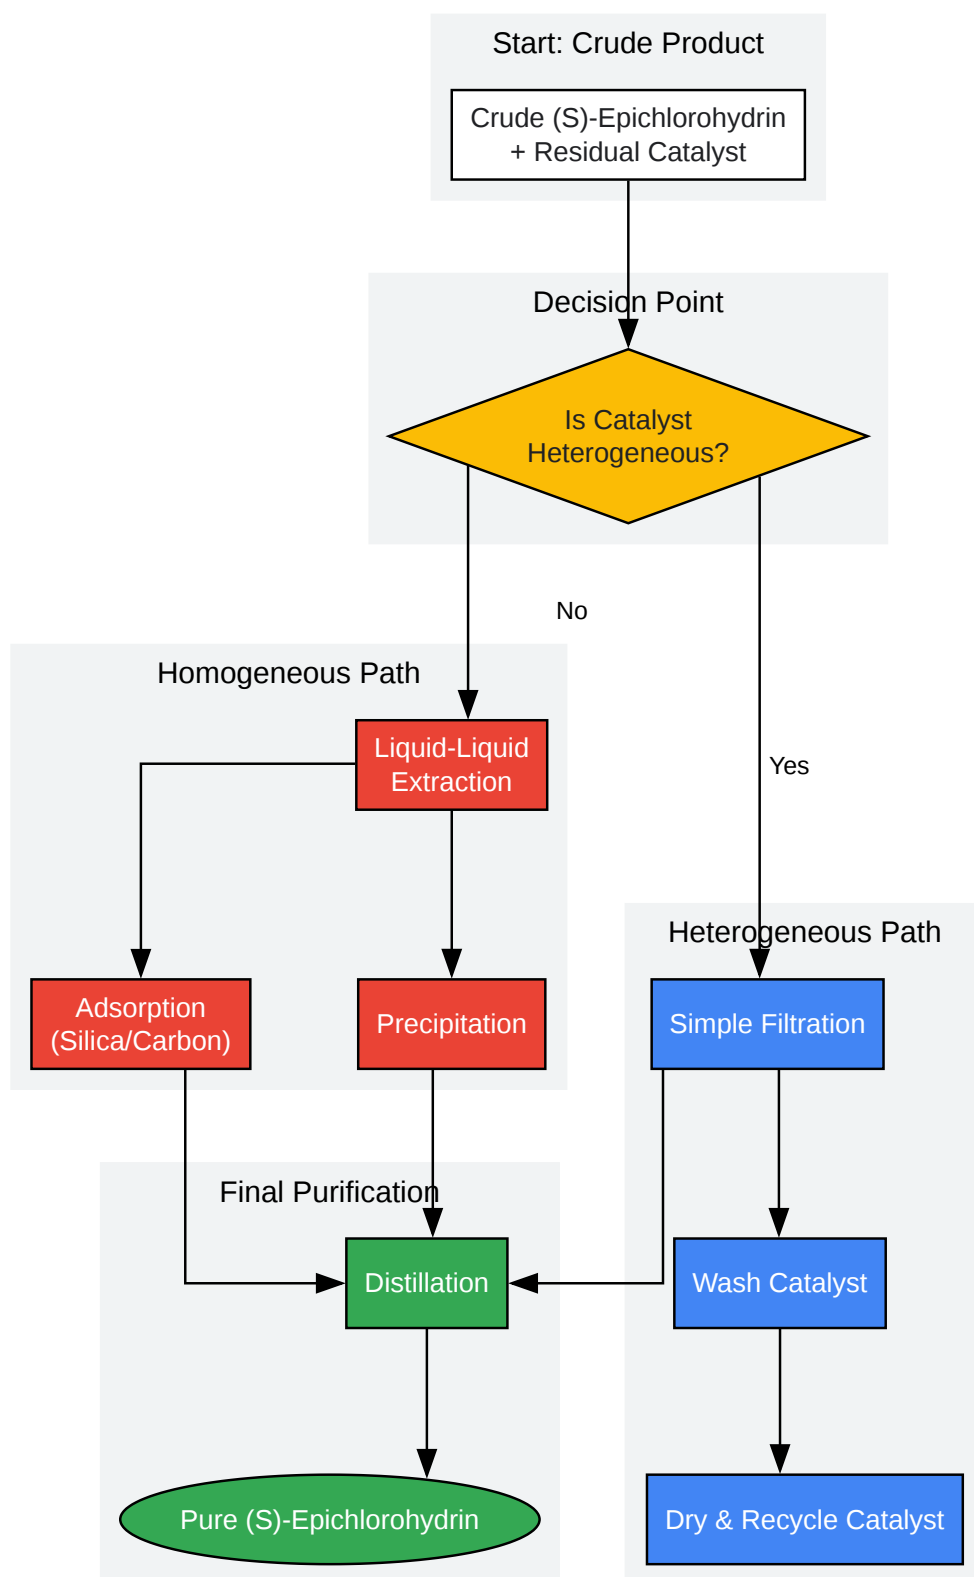 Start: Crude Product
Crude (S)-Epichlorohydrin
+ Residual Catalyst
Decision Point
Is Catalyst
Heterogeneous?
No
Yes
Homogeneous Path
Liquid-Liquid
Extraction
Adsorption
(Silica/Carbon)
Precipitation
Heterogeneous Path
Simple Filtration
Final Purification
Distillation
Wash Catalyst
Pure (S)-Epichlorohydrin
Dry & Recycle Catalyst